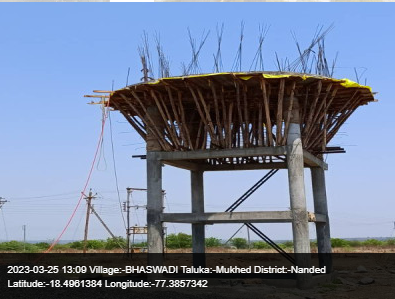 2023-03-25 13:09 Village:-BHASWADI Taluka:-Mukhed District:-Nanded
Latitude:-18.4961384 Longitude:-77.3857342